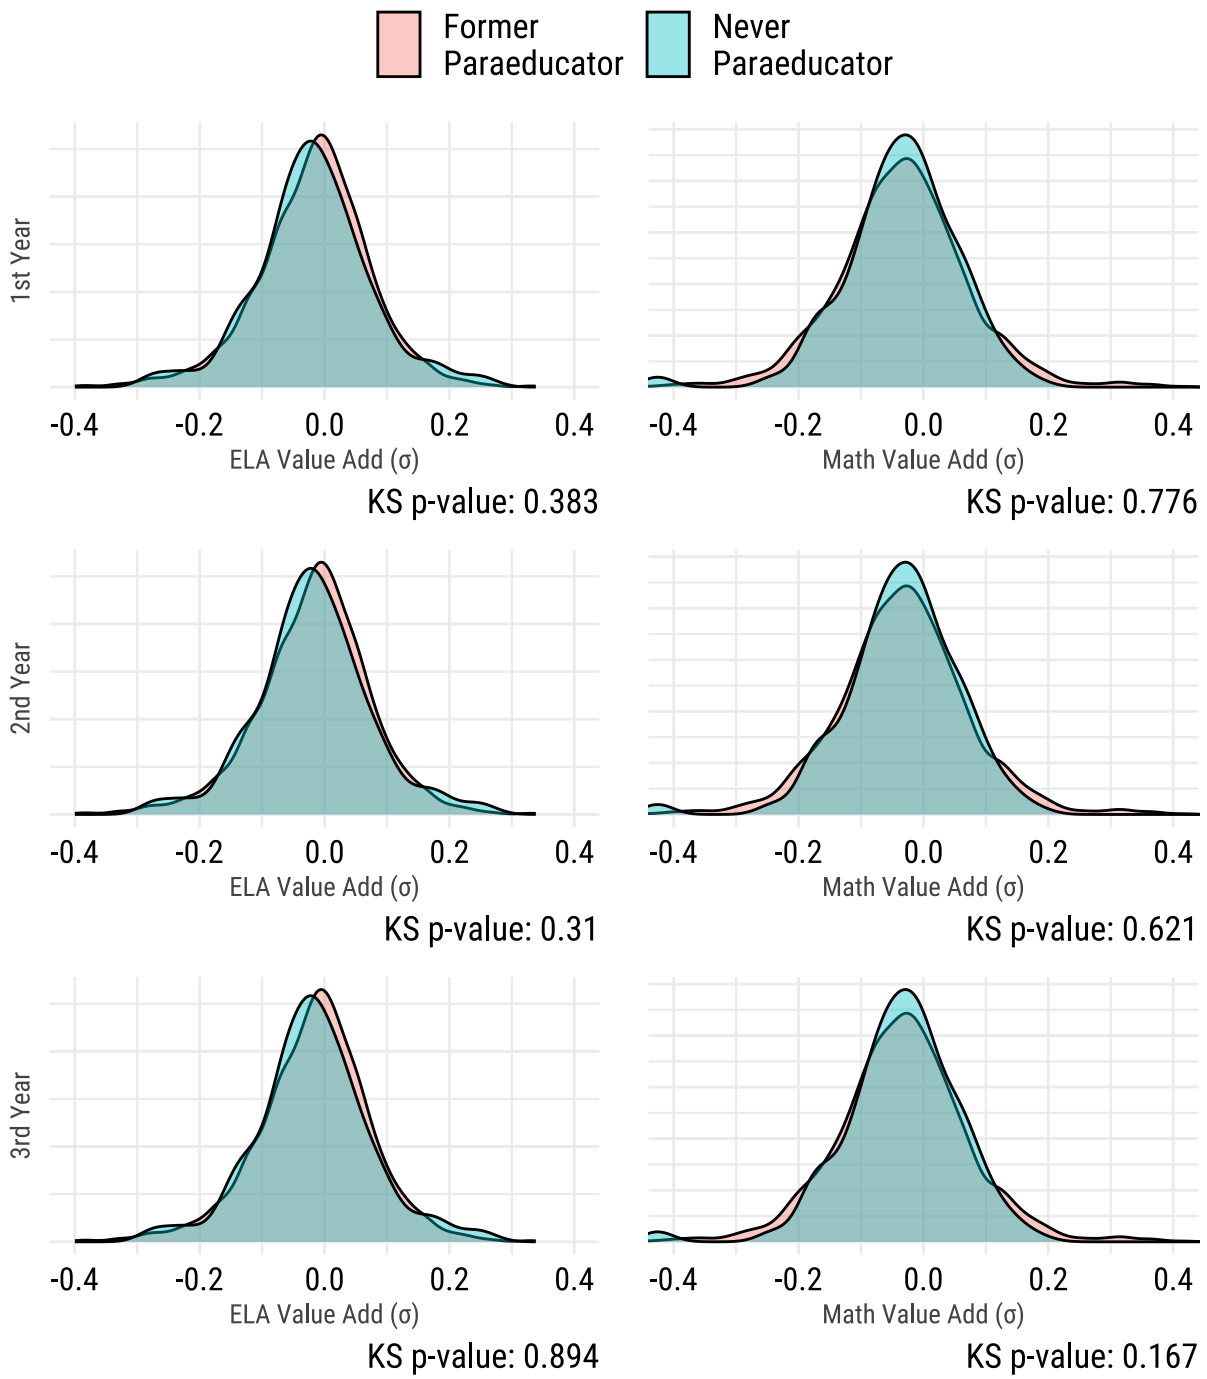 Former
Paraeducator
Never
Paraeducator
1st Year
-0.4 -0.2 0.0 0.2 0.4
ELA Value Add (σ)
KS p-value: 0.383
-0.4 -0.2 0.0 0.2 0.4
Math Value Add (σ)
KS p-value: 0.776
2nd Year
-0.4 -0.2 0.0 0.2 0.4
ELA Value Add (σ)
KS p-value: 0.31
-0.4 -0.2 0.0 0.2 0.4
Math Value Add (σ)
KS p-value: 0.621
3rd Year
-0.4 -0.2 0.0 0.2 0.4
ELA Value Add (σ)
KS p-value: 0.894
-0.4 -0.2 0.0 0.2 0.4
Math Value Add (σ)
KS p-value: 0.167